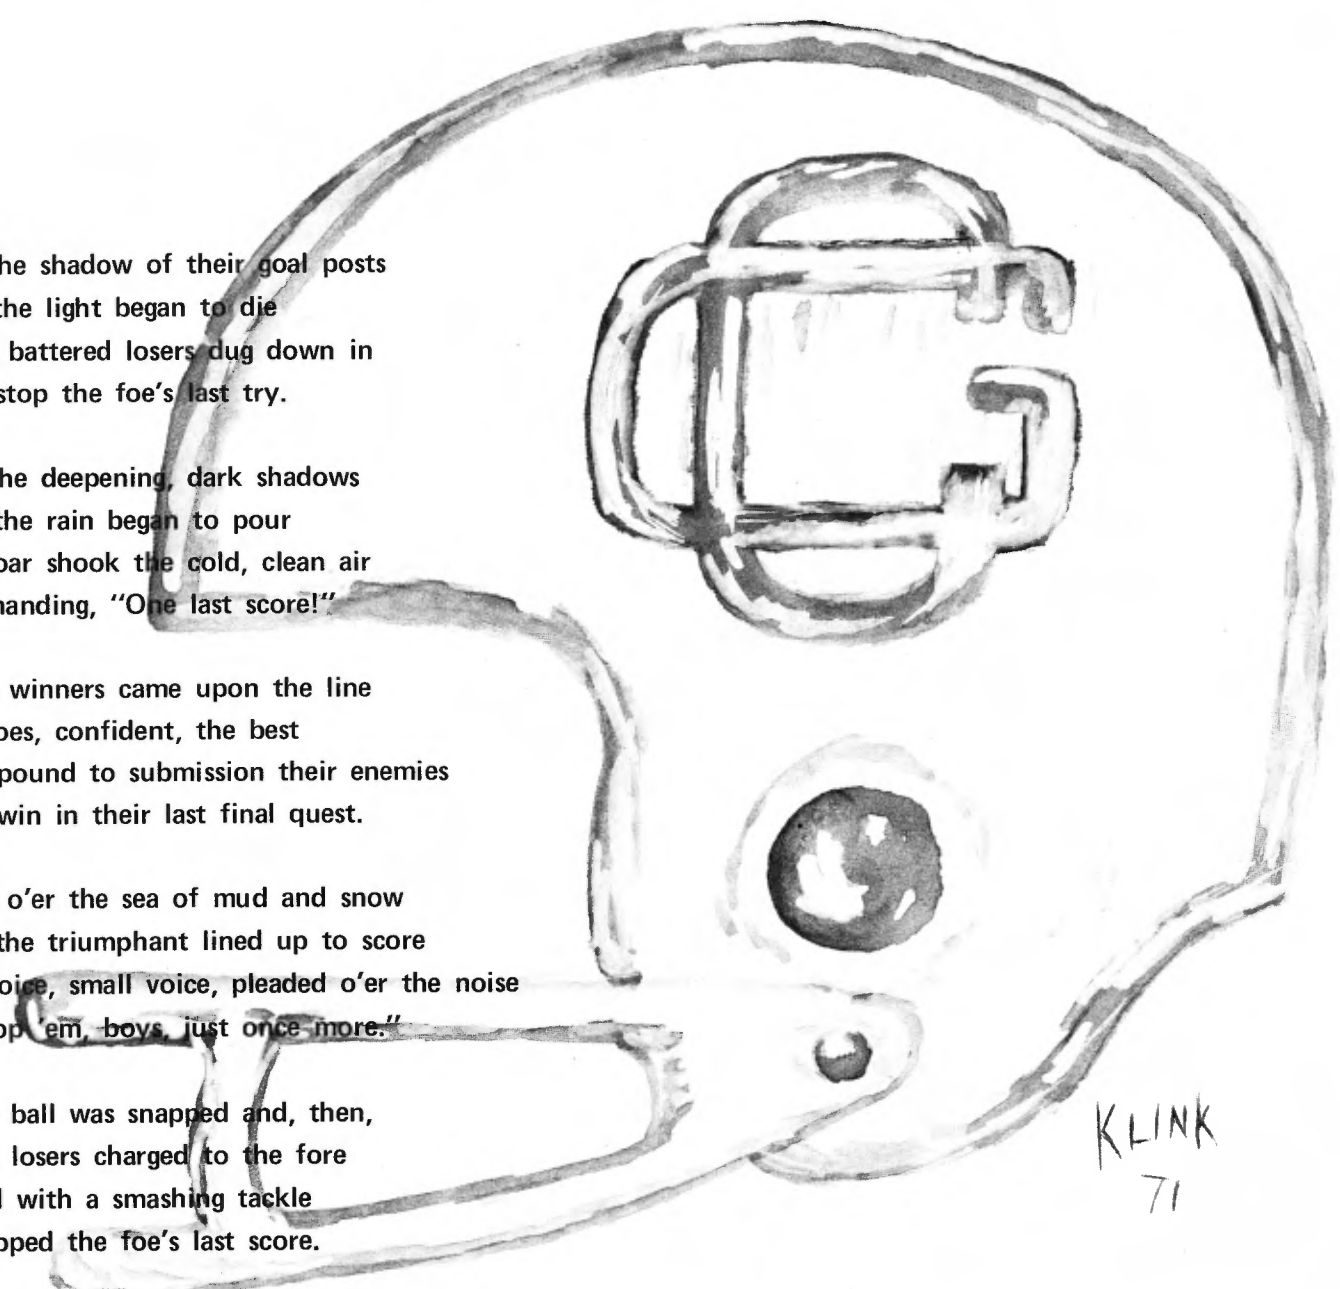 he shadow of their goal posts
the light began to die
battered losers dug down in
stop the foe's last try.
he deepening, dark shadows
the rain began to pour
oar shook the cold, clean air
anding, "One last score!"
winners came upon the line
oes, confident, the best
pound to submission their enemies
win in their last final quest.
o'er the sea of mud and snow
the triumphant lined up to score
oice, small voice, pleaded o'er the noise
op 'em, boys, just once more."
ball was snapped and, then,
losers charged to the fore
with a smashing tackle
pped the foe's last score.
KLINK
71